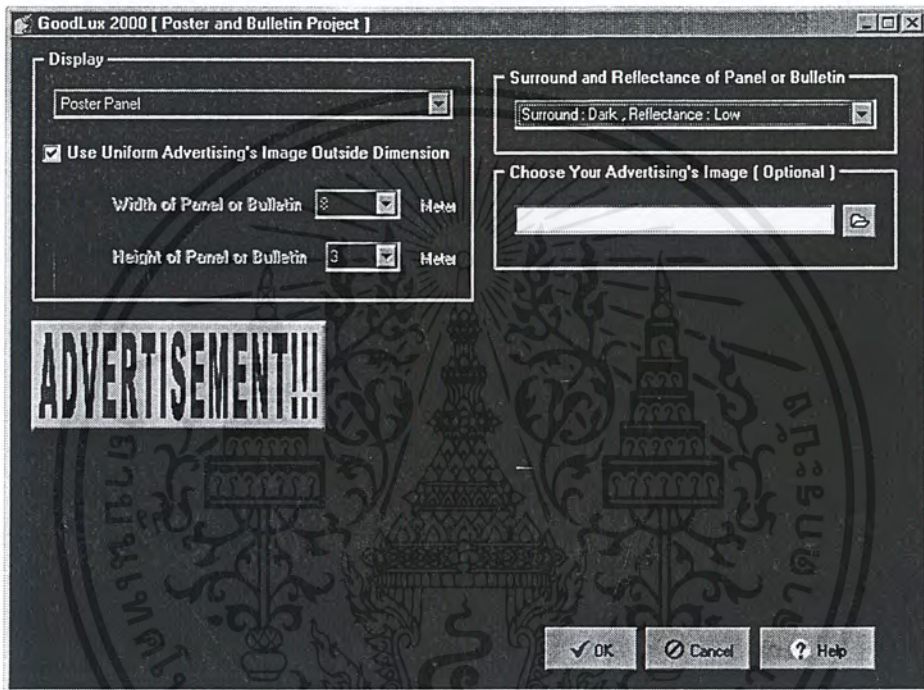 GoodLux 2000 [ Poster and Bulletin Project ]
Display
Poster Panel
Use Uniform Advertising's Image Outside Dimension
Width of Panel or Bulletin 8 Meter
Height of Panel or Bulletin 3 Meter
Surround and Reflectance of Panel or Bulletin
Surround : Dark , Reflectance : Low
Choose Your Advertising's Image ( Optional )
ADVERTISEMENT!!!
OK
Cancel
? Help